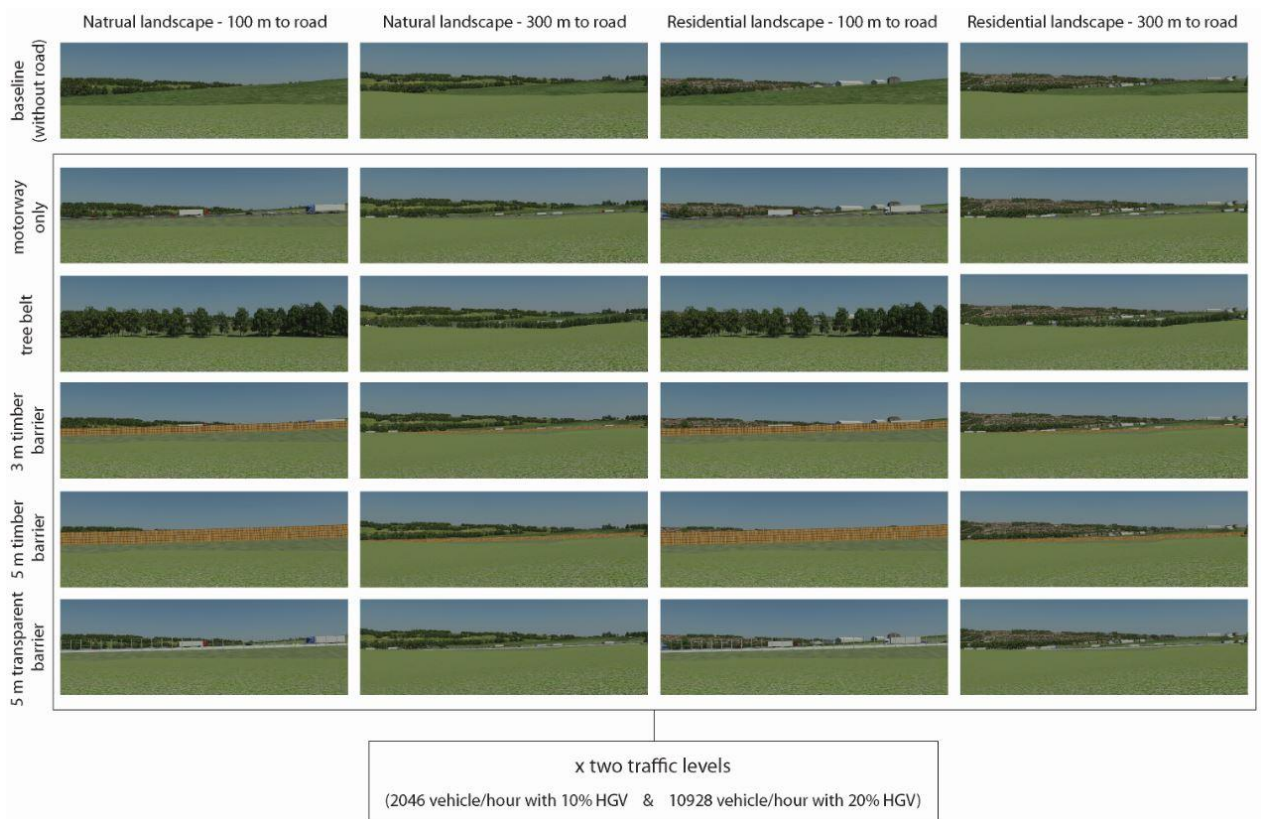 Natrual landscape - 100 m to road
Natural landscape - 300 m to road
Residential landscape - 100 m to road
Residential landscape - 300 m to road
baseline
(without road)
motorway
only
tree belt
3 m timber
barrier
5 m timber
barrier
5 m transparent
barrier
x two traffic levels
(2046 vehicle/hour with 10% HGV & 10928 vehicle/hour with 20% HGV)